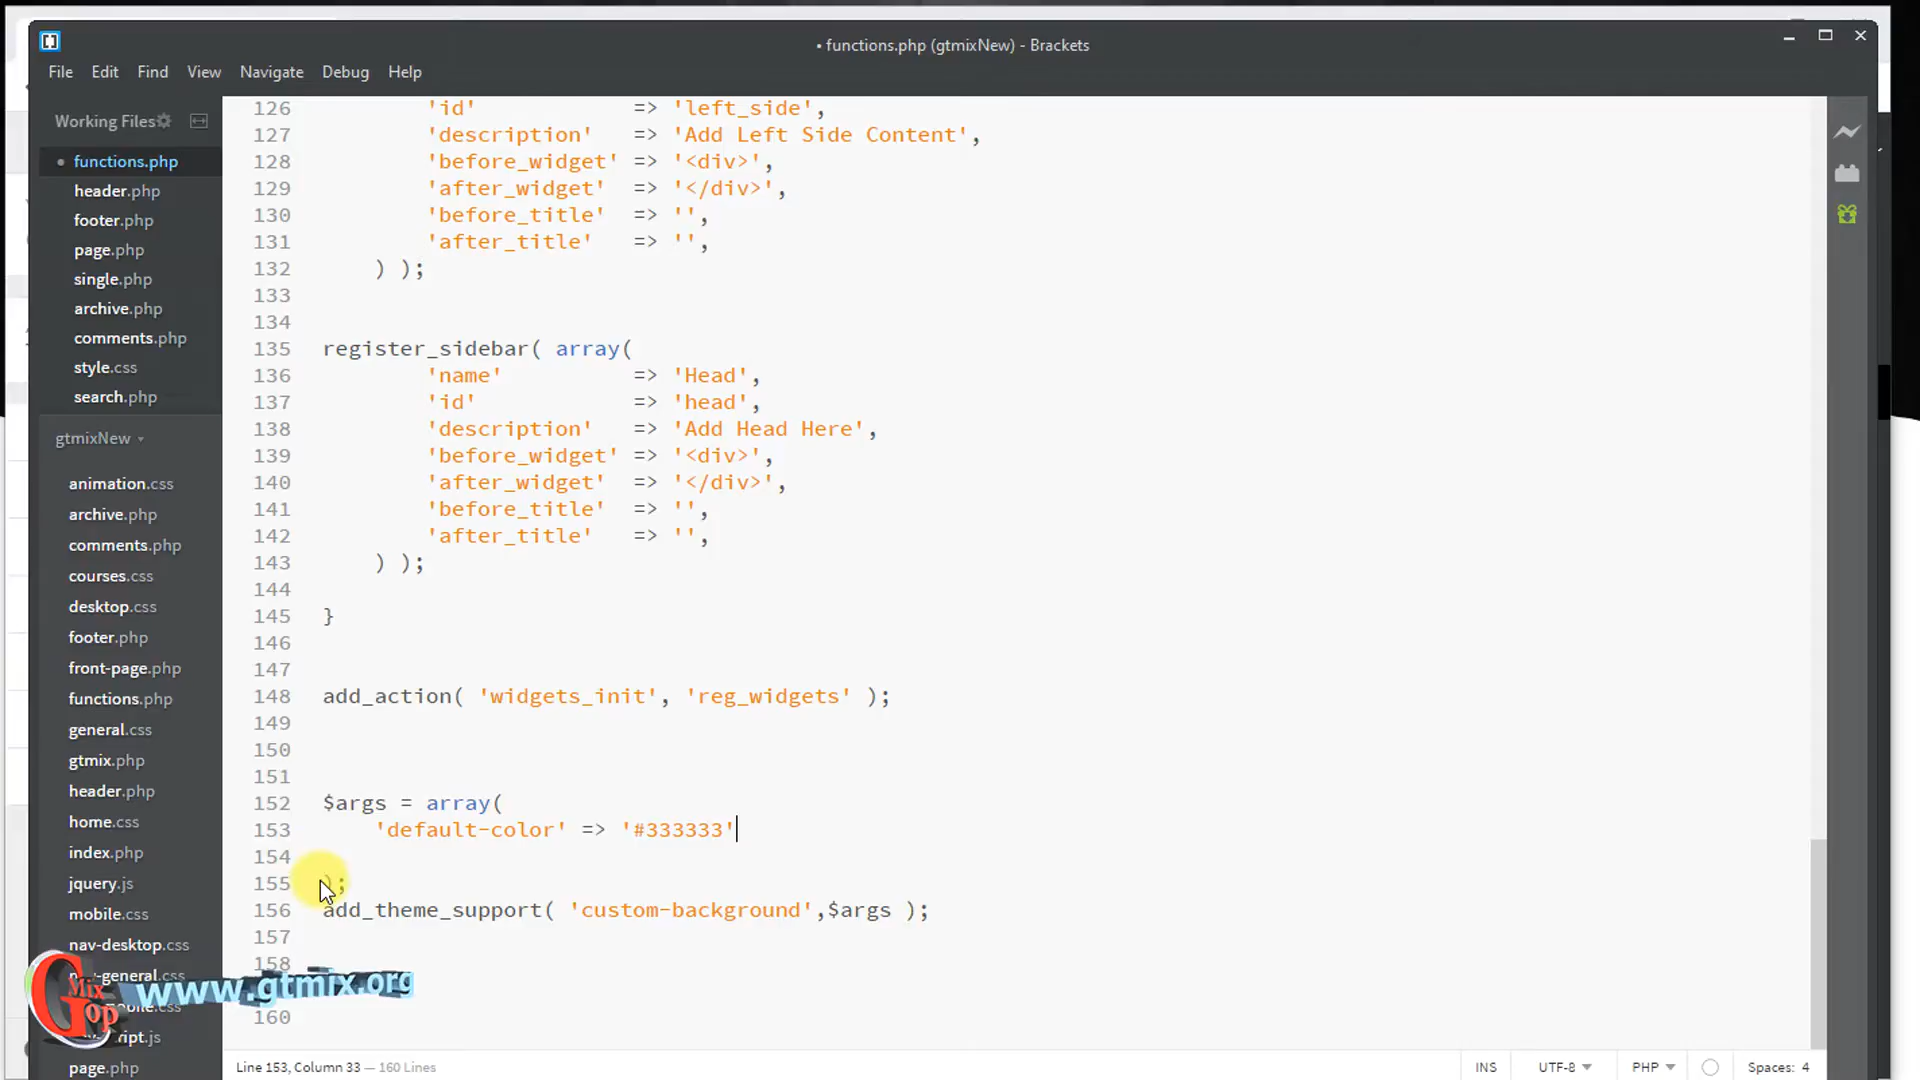 • functions.php (gtmixNew) - Brackets
File Edit Find View Navigate Debug Help
Working Files
functions.php
header.php
footer.php
page.php
single.php
archive.php
comments.php
style.css
search.php
gtmixNew
animation.css
archive.php
comments.php
courses.css
desktop.css
footer.php
front-page.php
functions.php
general.css
gtmix.php
header.php
home.css
index.php
jquery.js
mobile.css
nav-desktop.css
page.php
126 'id' => 'left_side',
127 'description' => 'Add Left Side Content',
128 'before_widget' => '<div>',
129 'after_widget' => '</div>',
130 'before_title' => '',
131 'after_title' => '',
132 ) );
133
134
135 register_sidebar( array(
136 'name' => 'Head',
137 'id' => 'head',
138 'description' => 'Add Head Here',
139 'before_widget' => '<div>',
140 'after_widget' => '</div>',
141 'before_title' => '',
142 'after_title' => '',
143 ) );
144
145 }
146
147
148 add_action( 'widgets_init', 'reg_widgets' );
149
150
151
152 $args = array(
153 'default-color' => '#333333'
154
155 );
156 add_theme_support( 'custom-background',$args );
157
158
160
Mix
Gop
www.gtmix.org
Line 153, Column 33 — 160 Lines
INS UTF-8 PHP Spaces: 4